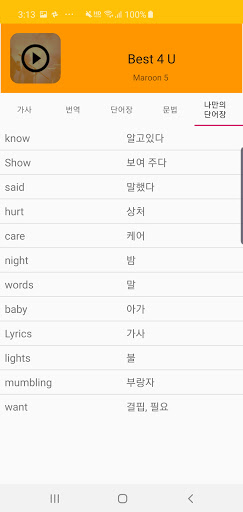 3:13 100%
Best 4 U
Maroon 5
가사 번역 단어장 문법 나만의
단어장
know 알고있다
Show 보여 주다
said 말했다
hurt 상처
care 케어
night 밤
words 말
baby 아가
Lyrics 가사
lights 불
mumbling 부랑자
want 결핍, 필요